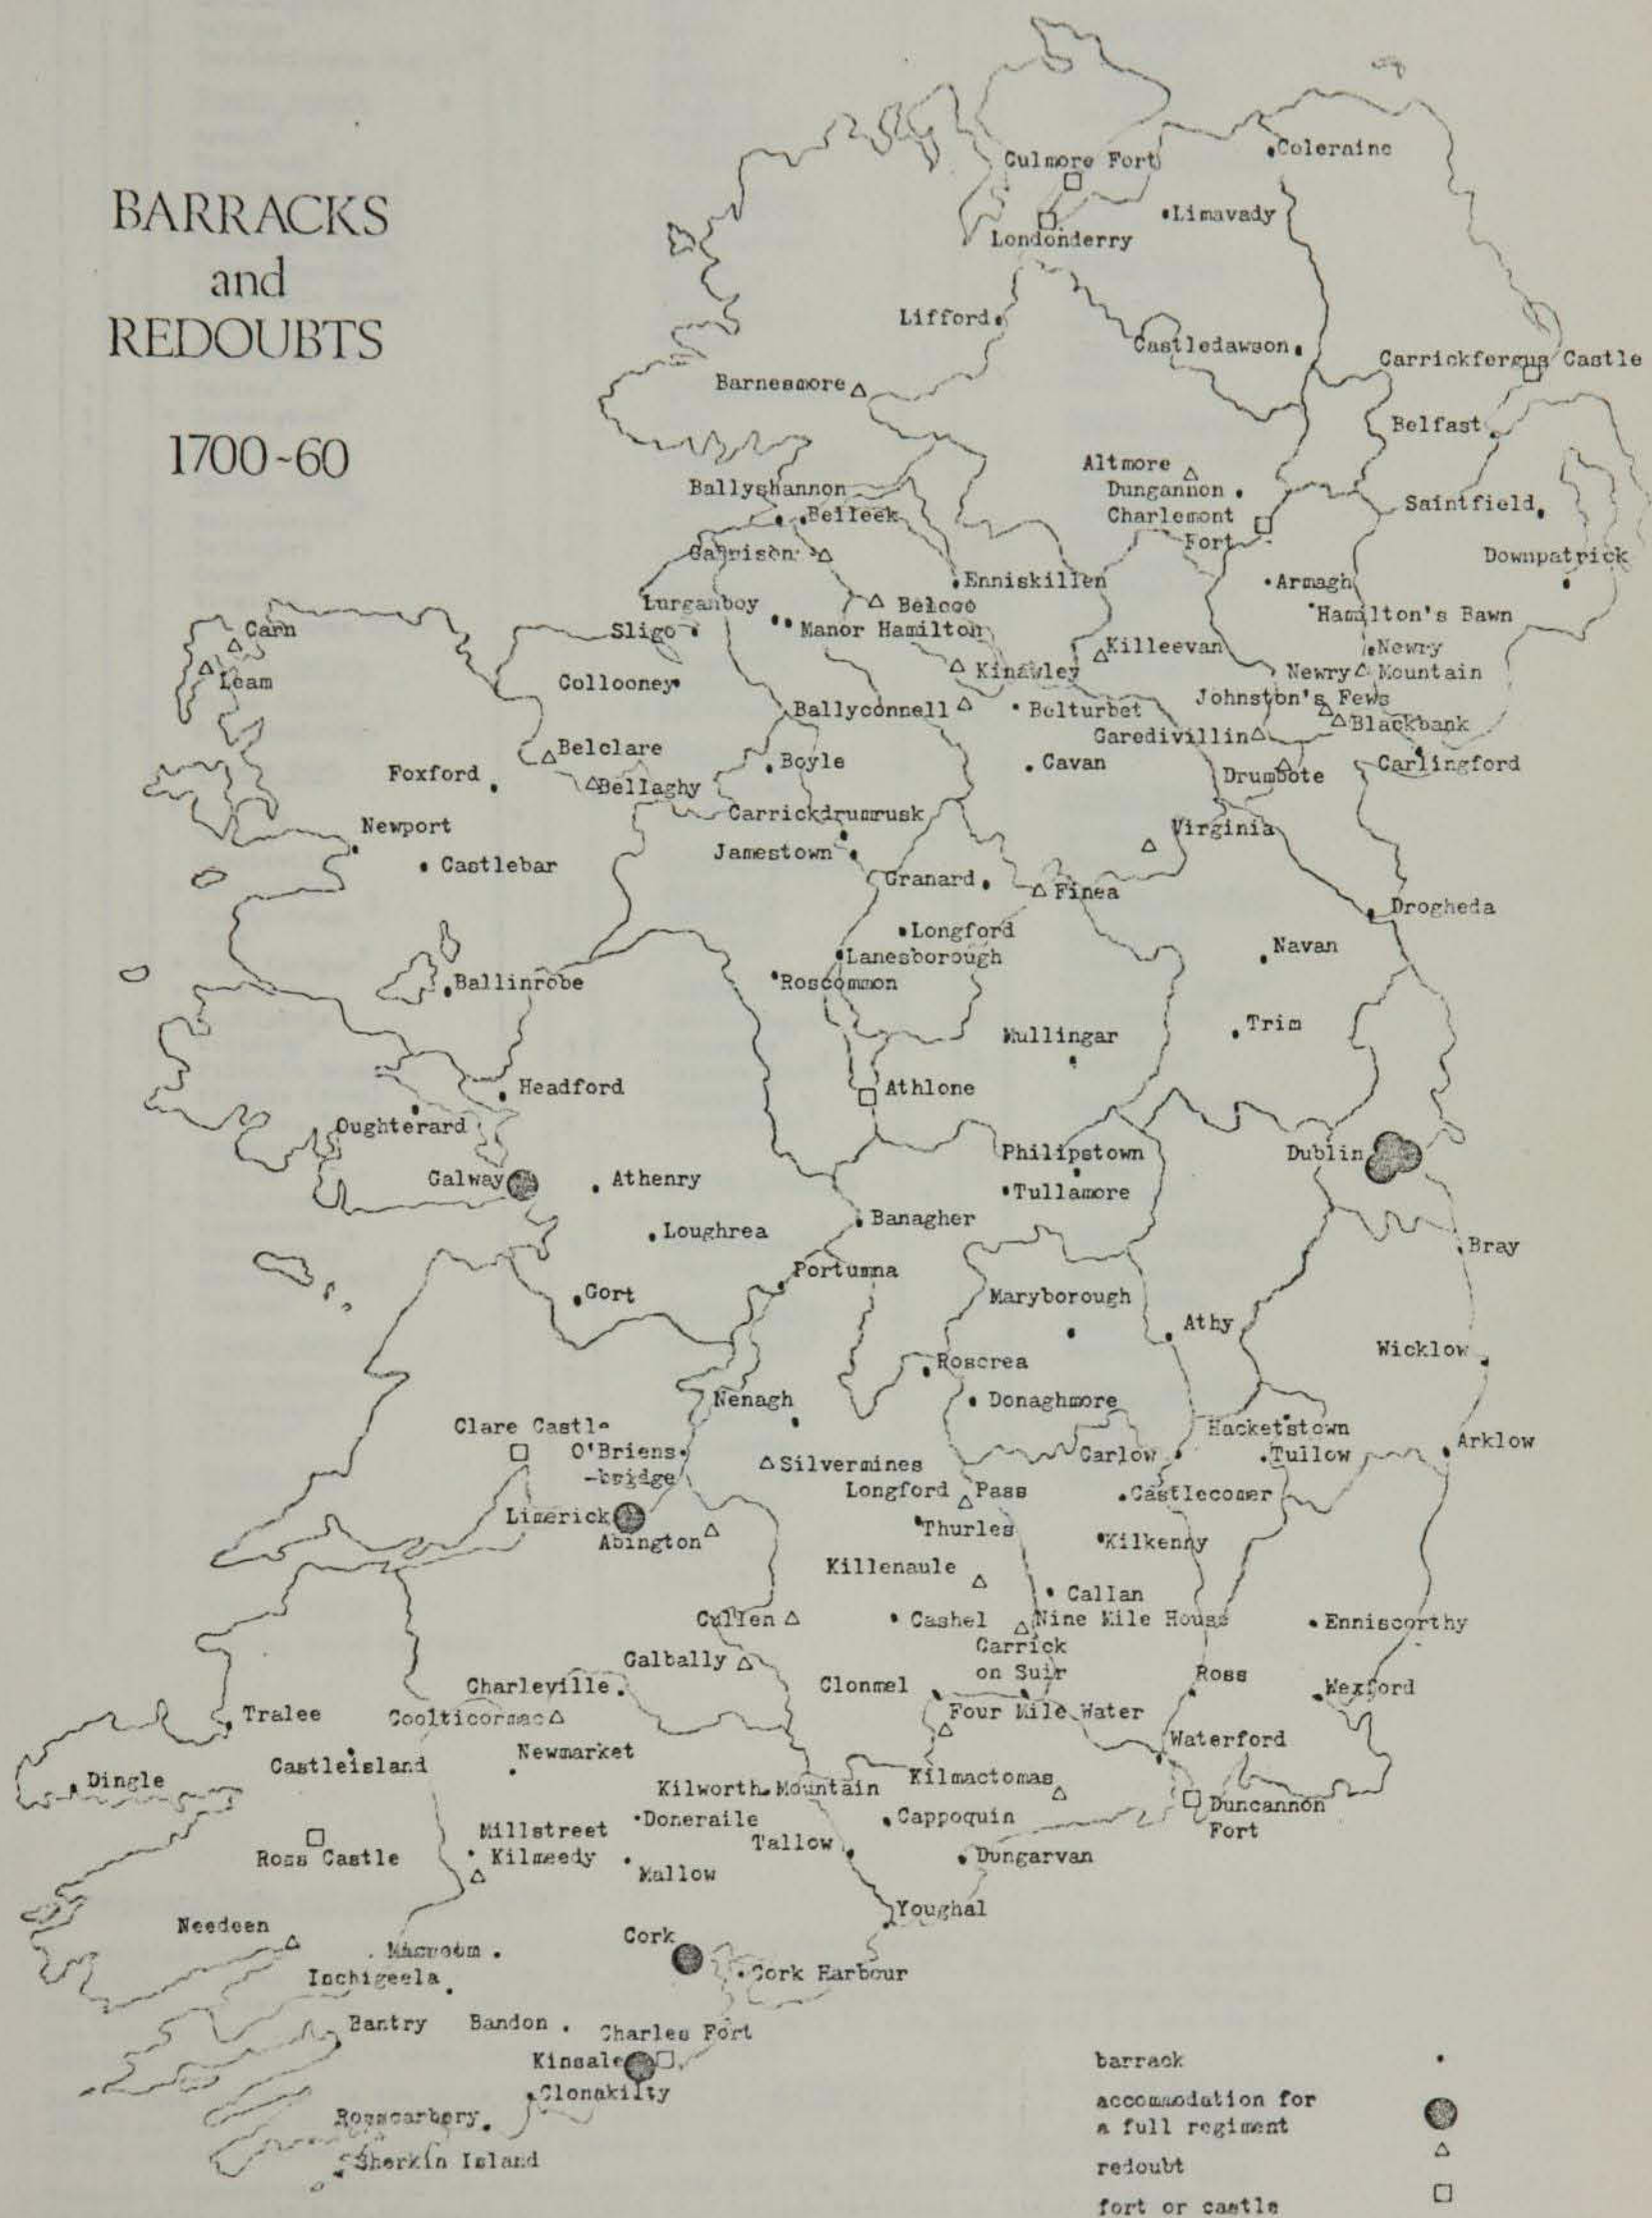 BARRACKS
and
REDOUBTS
1700-60
Culmore Fort
Coleraine
Limavady
Londonderry
Lifford
Castledawson
Carrickfergus Castle
Barnesmore
Belfast
Altmore
Ballyshannon
Dungannon
Saintfield
Belleek
Charlemont
Fort
Garrison
Downpatrick
Enniskillen
Armagh
Lurganboy
Belcoo
Hamilton's Bawn
Carn
Sligo
Manor Hamilton
Killeevan
Newry
Leam
Kinawley
Newry Mountain
Collooney
Johnston's Fews
Ballyconnell
Belturbet
Blackbank
Garedivillin
Belclare
Boyle
Cavan
Carlingford
Foxford
Bellaghy
Drumbote
Carrickdrumrusk
Newport
Virginia
Jamestown
Castlebar
Granard
Finea
Drogheda
Longford
Navan
Lanesborough
Ballinrobe
Roscommon
Mullingar
Trim
Headford
Athlone
Oughterard
Philipstown
Dublin
Galway
Athenry
Tullamore
Banagher
Loughrea
Bray
Portumna
Gort
Maryborough
Athy
Wicklow
Roscrea
Nenagh
Donaghmore
Clare Castle
Hacketstown
O'Briens
-bridge
Carlow
Tullow
Arklow
Silvermines
Longford Pass
Castlecomer
Limerick
Thurles
Abington
Kilkenny
Killenaule
Callan
Cullen
Cashel
Nine Mile House
Enniscorthy
Carrick
on Suir
Galbally
Ross
Charleville
Clonmel
Wexford
Tralee
Coolticormac
Four Mile Water
Waterford
Castleisland
Newmarket
Dingle
Kilworth Mountain
Kilmactomas
Duncannon
Fort
Doneraile
Cappoquin
Millstreet
Tallow
Ross Castle
Kilmeedy
Mallow
Dungarvan
Youghal
Needeen
Cork
Macroom
Inchigeela
Cork Harbour
Bantry
Bandon
Charles Fort
Kinsale
Clonakilty
Rosscarbery
Sherkin Island
barrack
accommodation for
a full regiment
redoubt
fort or castle